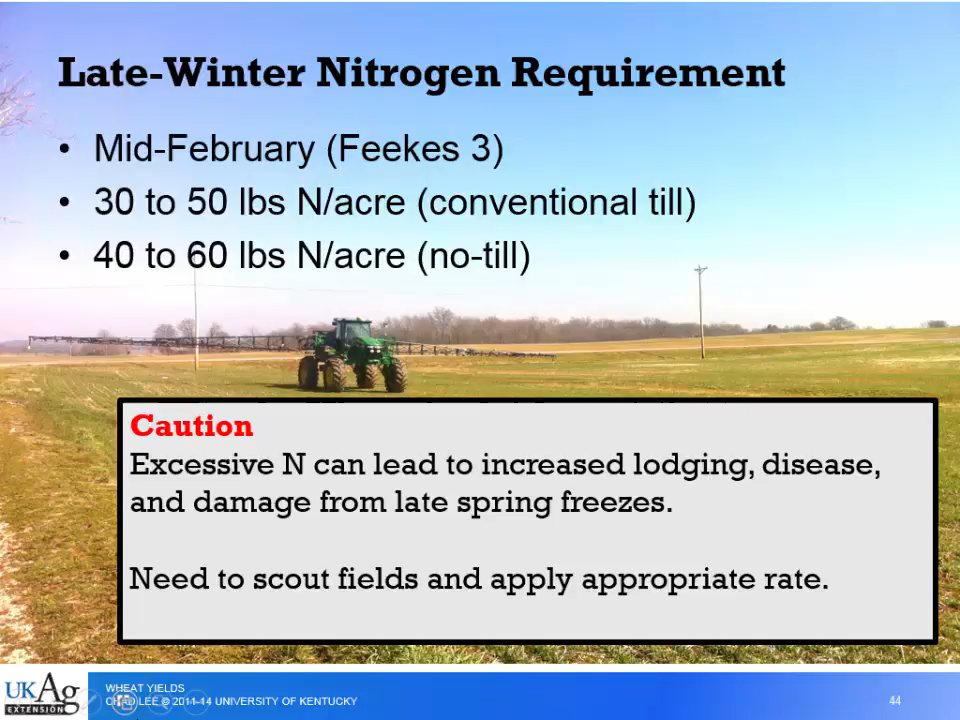 Late-Winter Nitrogen Requirement
• Mid-February (Feekes 3)
• 30 to 50 lbs N/acre (conventional till)
• 40 to 60 lbs N/acre (no-till)
Caution
Excessive N can lead to increased lodging, disease,
and damage from late spring freezes.
Need to scout fields and apply appropriate rate.
UKAg
EXTENSION
WHEAT YIELDS
LEE © 2011-14 UNIVERSITY OF KENTUCKY
44